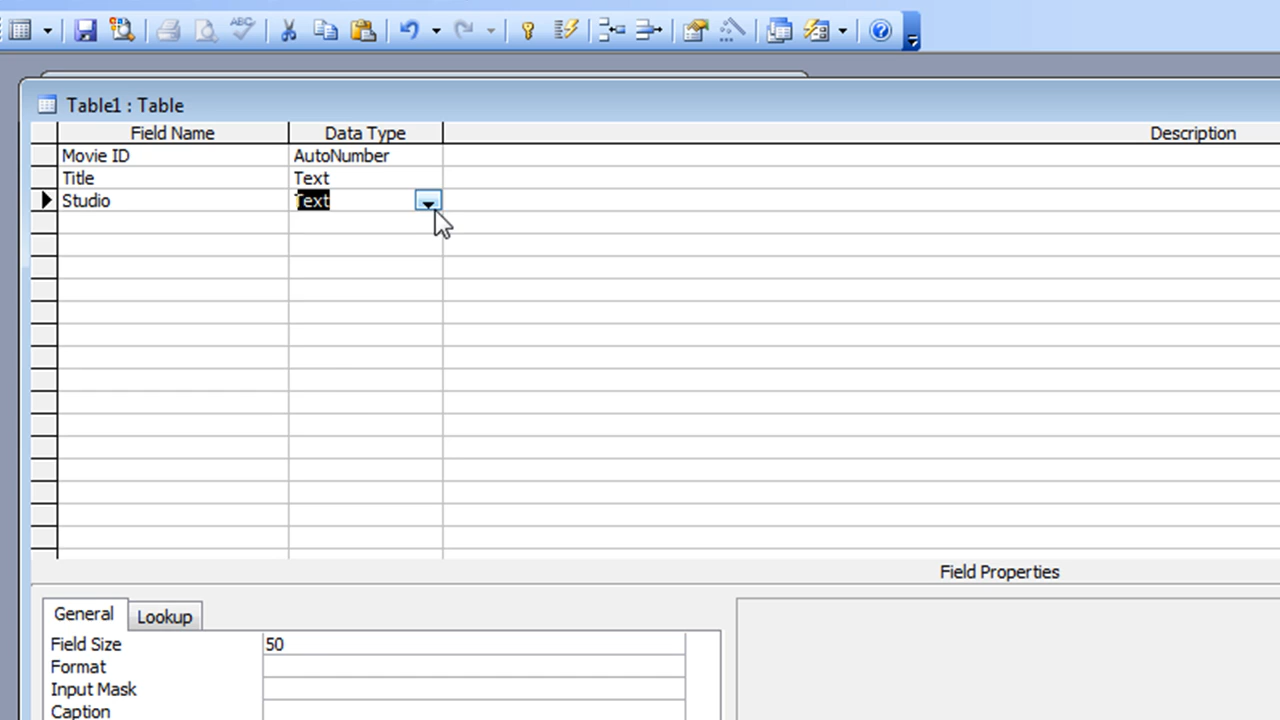 ABC
Table1 : Table
Field Name Data Type Description
Movie ID AutoNumber
Title Text
Studio Text
Field Properties
General Lookup
Field Size 50
Format
Input Mask
Caption